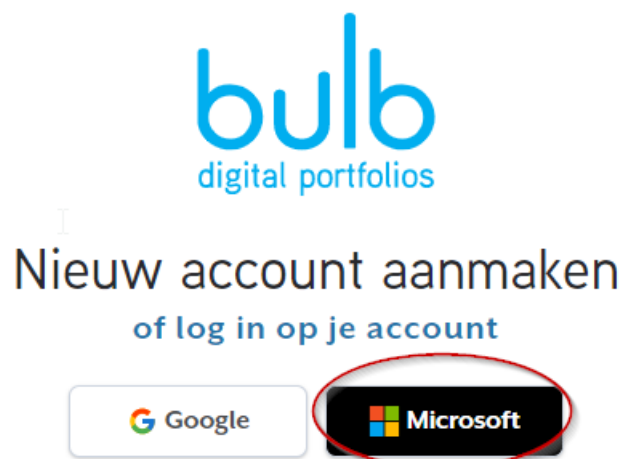 bulb
digital portfolios
Nieuw account aanmaken
of log in op je account
Google
Microsoft